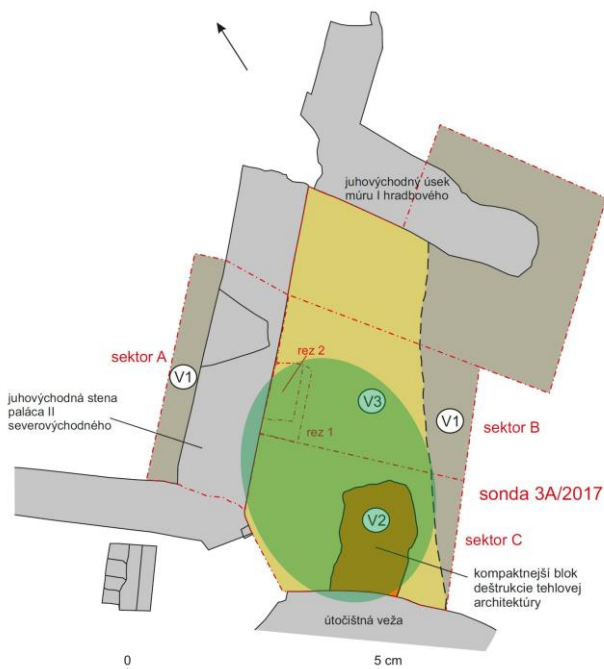 juhovýchodný úsek
múru I hradbového
sektor A
rez 2
V1
V3
V1
juhovýchodná stena
paláca II
severovýchodného
rez 1
sektor B
sonda 3A/2017
V2
sektor C
kompaktnejší blok
deštrukcie tehlovej
architektúry
útočištná veža
0
5 cm